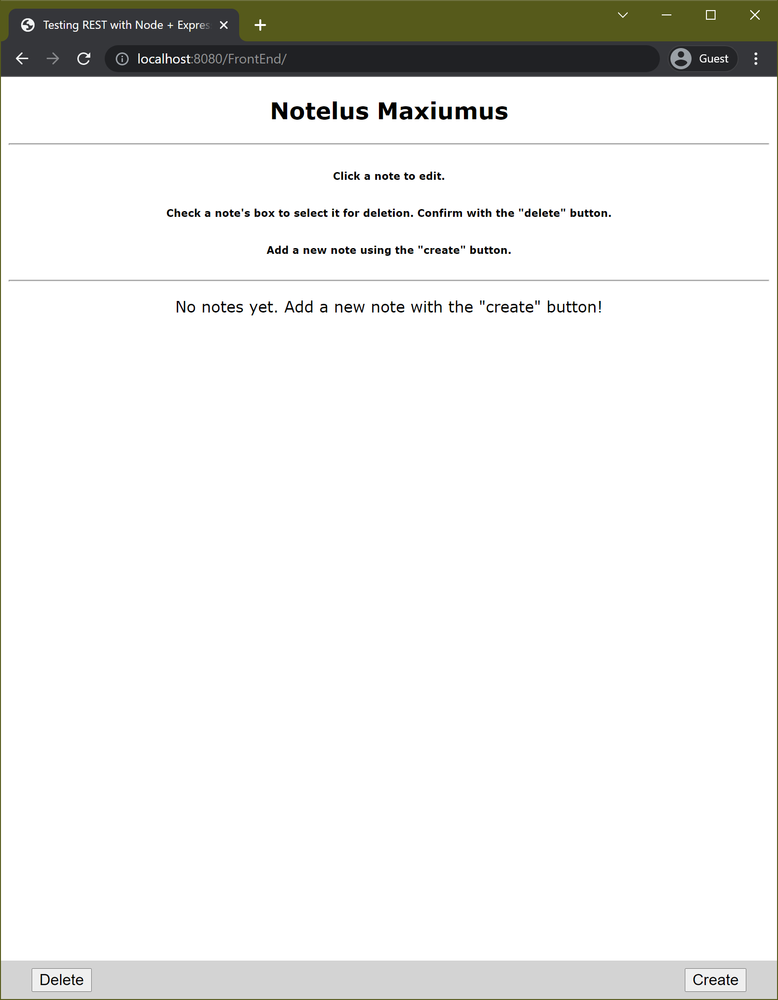 Testing REST with Node + Expres
localhost:8080/FrontEnd/
Guest
Notelus Maxiumus
Click a note to edit.
Check a note's box to select it for deletion. Confirm with the "delete" button.
Add a new note using the "create" button.
No notes yet. Add a new note with the "create" button!
Delete
Create